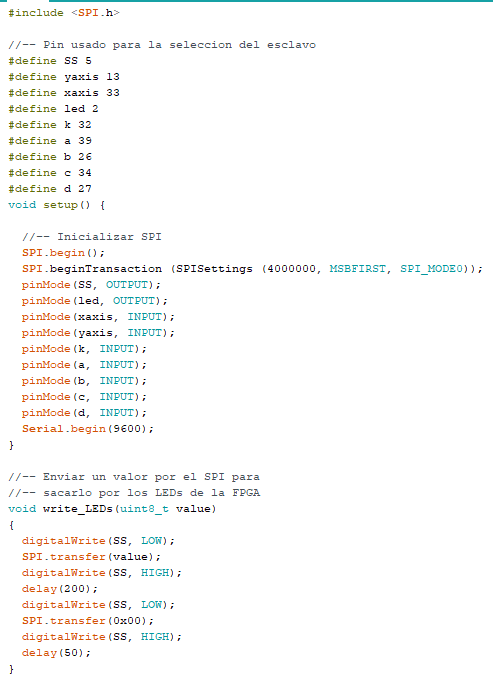 #include <SPI.h>

//-- Pin usado para la seleccion del esclavo
#define SS 5
#define yaxis 13
#define xaxis 33
#define led 2
#define k 32
#define a 39
#define b 26
#define c 34
#define d 27
void setup() {

  //-- Inicializar SPI
  SPI.begin();
  SPI.beginTransaction (SPISettings (4000000, MSBFIRST, SPI_MODE0));
  pinMode(SS, OUTPUT);
  pinMode(led, OUTPUT);
  pinMode(xaxis, INPUT);
  pinMode(yaxis, INPUT);
  pinMode(k, INPUT);
  pinMode(a, INPUT);
  pinMode(b, INPUT);
  pinMode(c, INPUT);
  pinMode(d, INPUT);
  Serial.begin(9600);
}

//-- Enviar un valor por el SPI para
//-- sacarlo por los LEDs de la FPGA
void write_LEDs(uint8_t value)
{
  digitalWrite(SS, LOW);
  SPI.transfer(value);
  digitalWrite(SS, HIGH);
  delay(200);
  digitalWrite(SS, LOW);
  SPI.transfer(0x00);
  digitalWrite(SS, HIGH);
  delay(50);
}